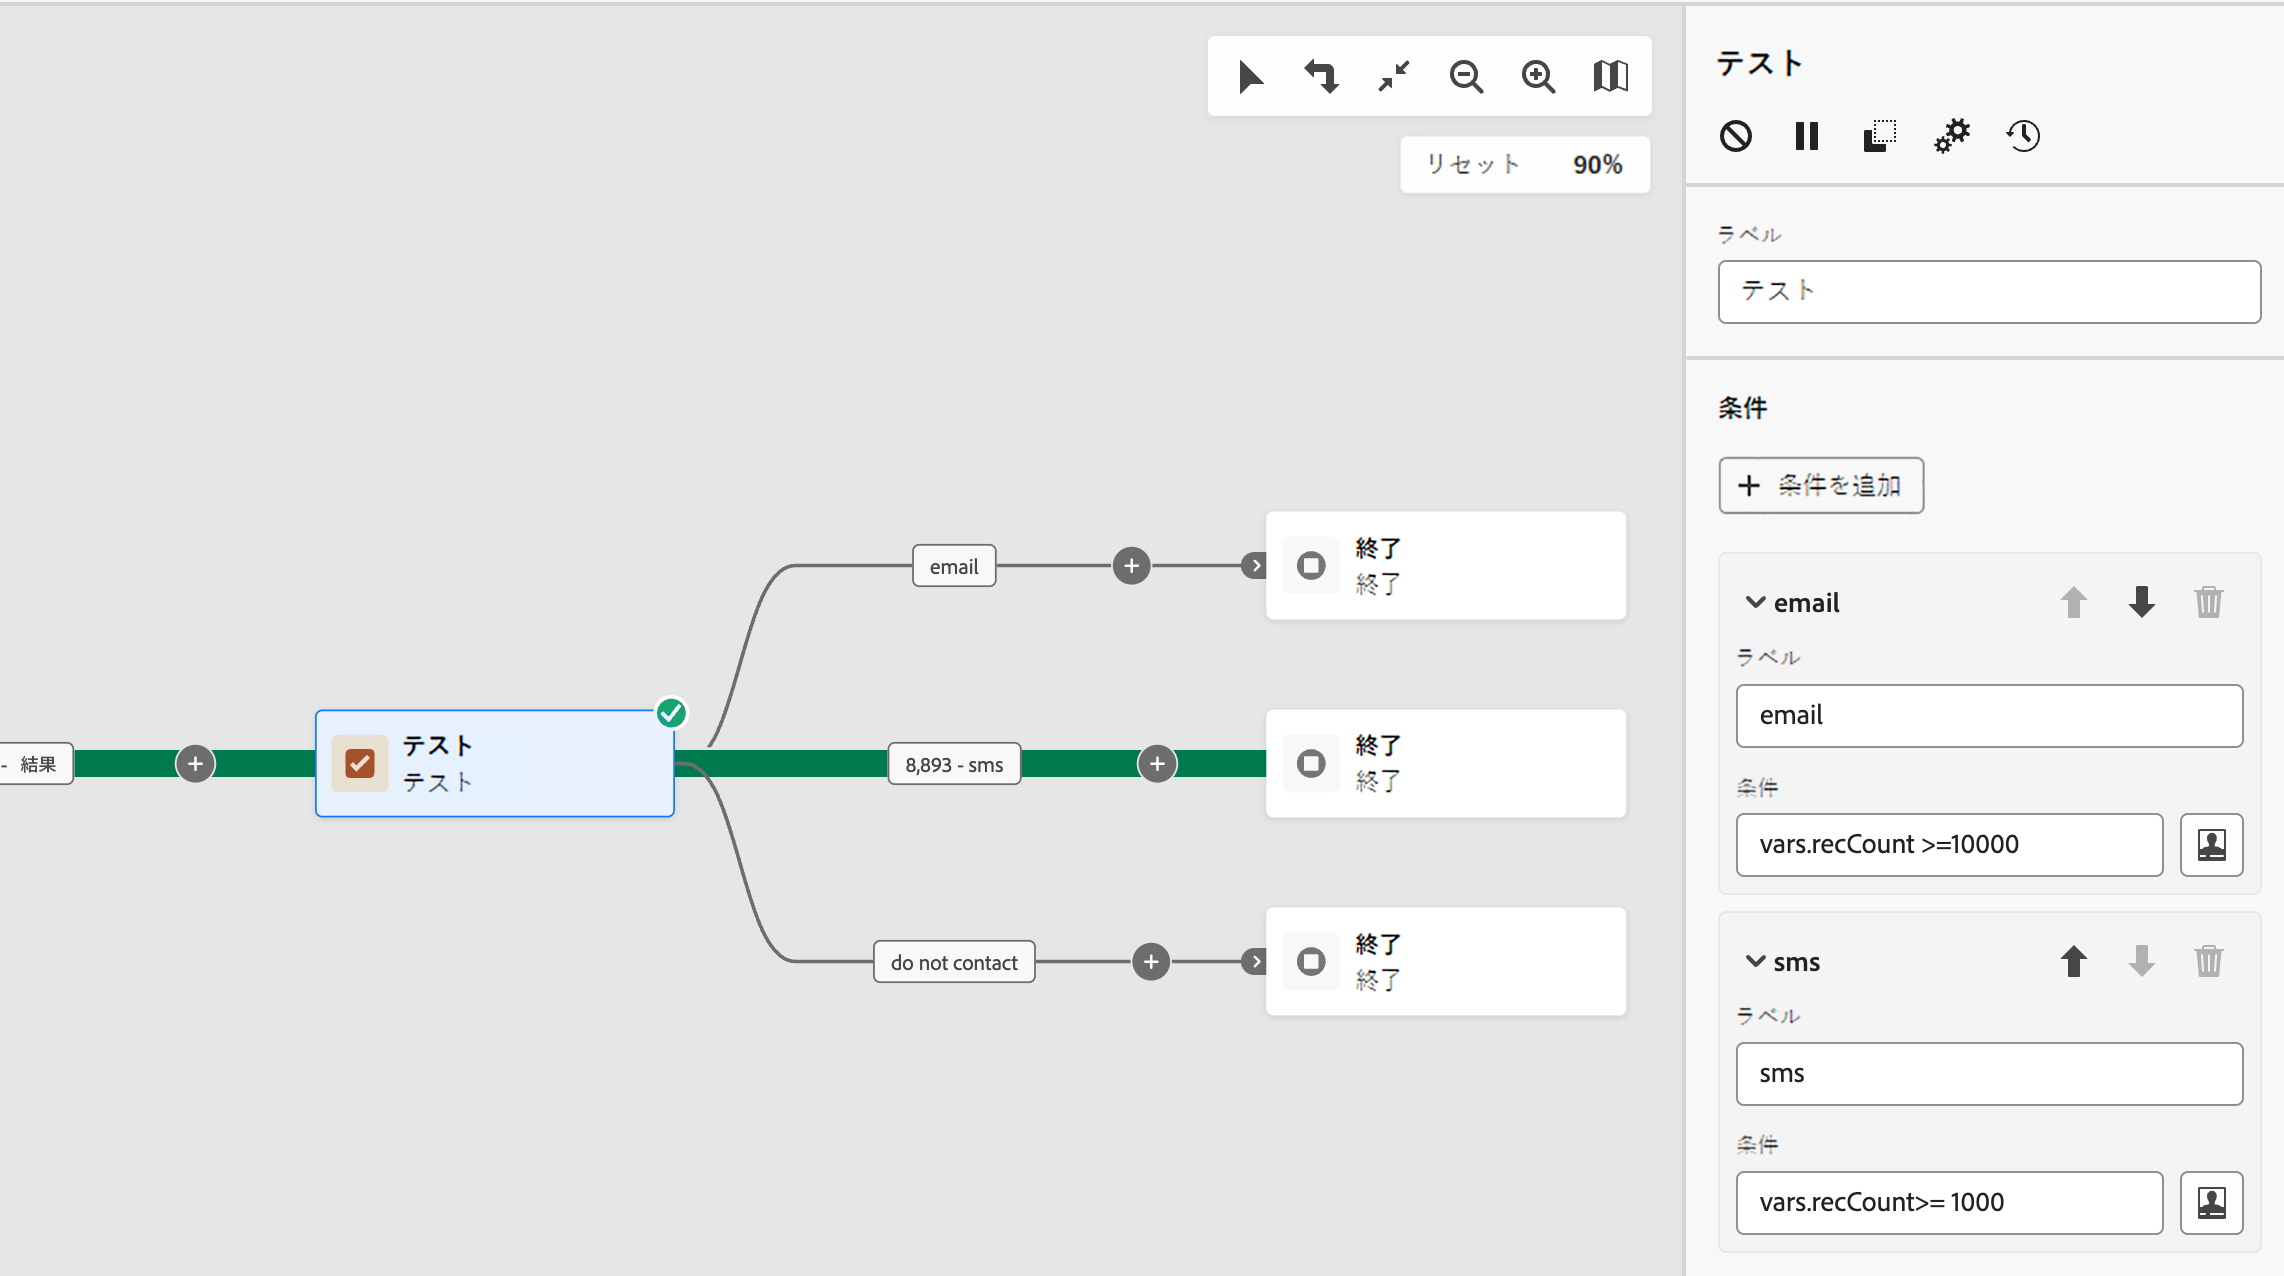 リセット 90%
- 結果
テスト
テスト
email
8,893 - sms
do not contact
終了
終了
終了
終了
終了
終了
テスト
ラベル
テスト
条件
条件を追加
email
ラベル
email
条件
vars.recCount >=10000
sms
ラベル
sms
条件
vars.recCount>= 1000